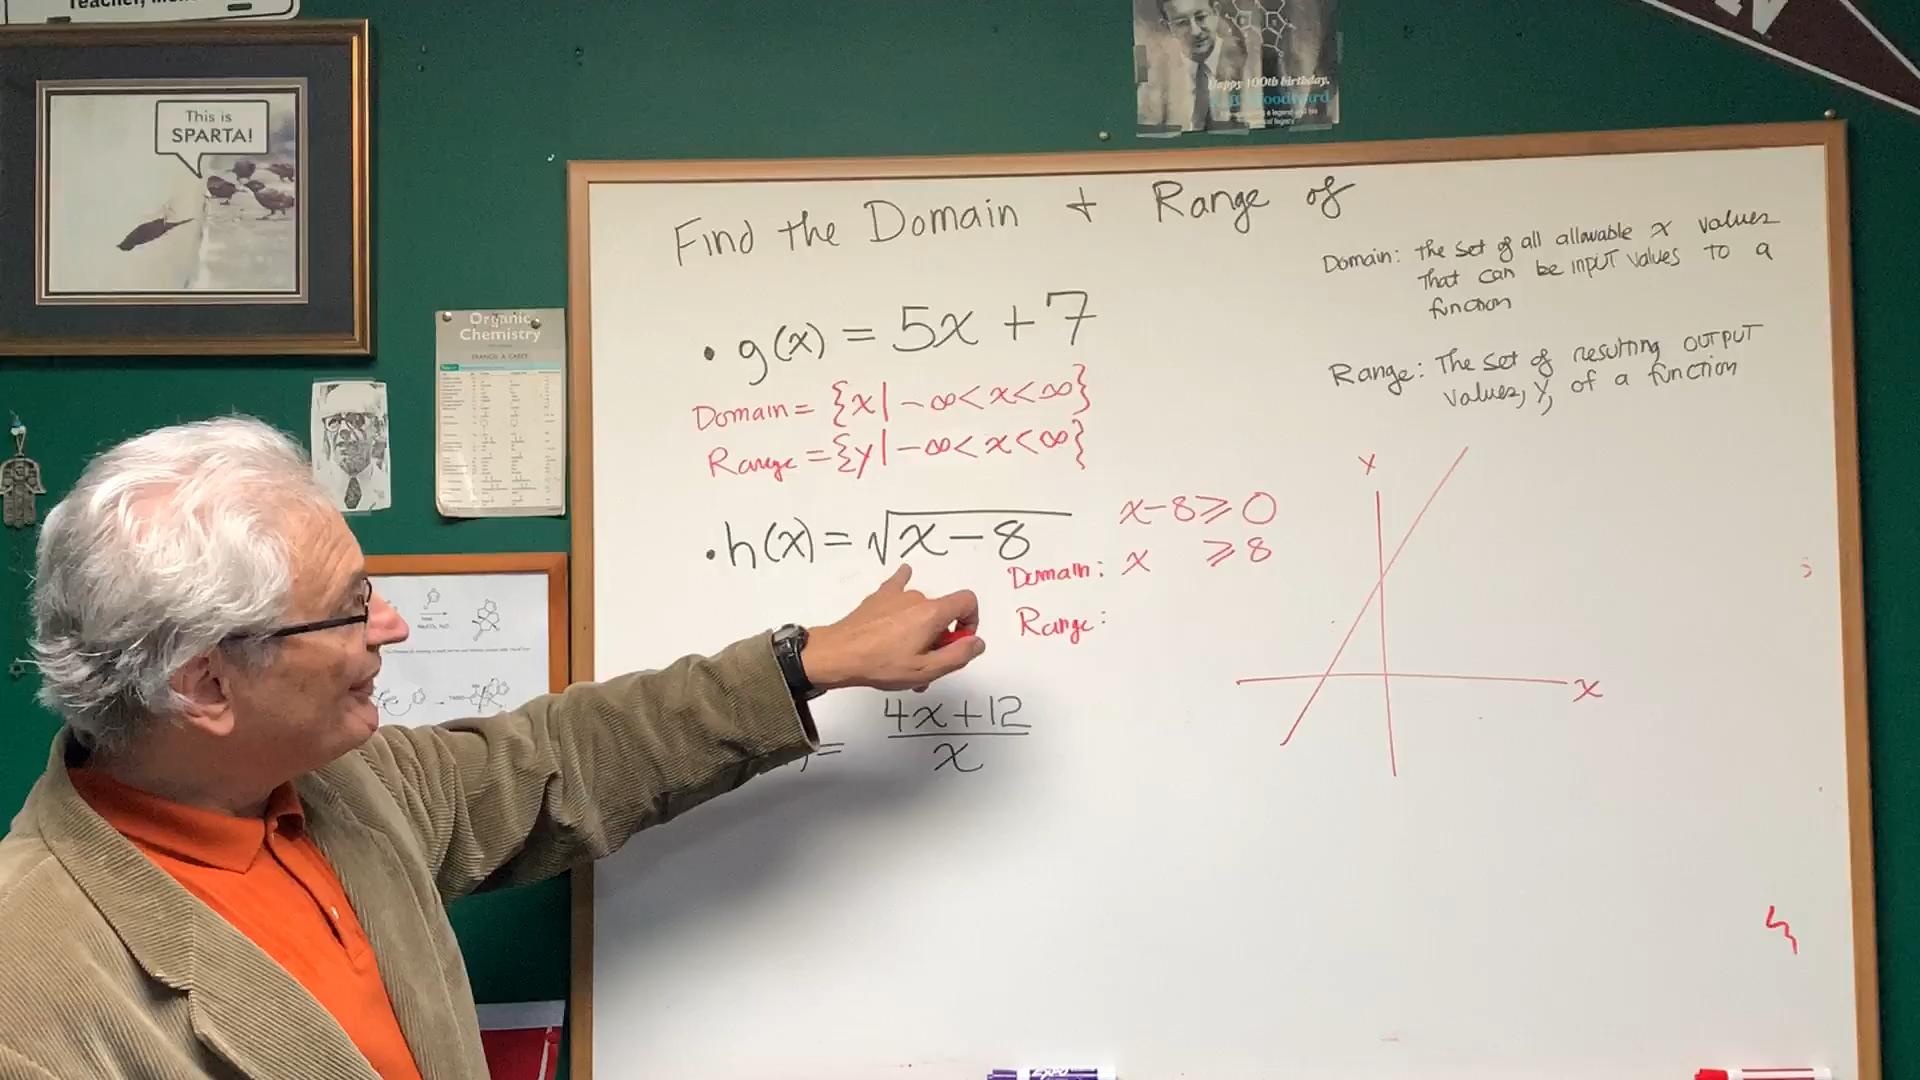 This is
SPARTA!
Organic
Chemistry
FRANCIS A. CAREY
Happy 100th birthday,
Find the Domain + Range of
• g(x) = 5x + 7
Domain = {x| -∞ < x < ∞}
Range = {y| -∞ < x < ∞}
• h(x) = √x-8
x-8 ⩾ 0
Domain: x ⩾ 8
Range:
= 4x+12
x
Domain: The set of all allowable x values
That can be INPUT values TO a
function
Range: The set of resulting OUTPUT
values, y, of a function
Y
X